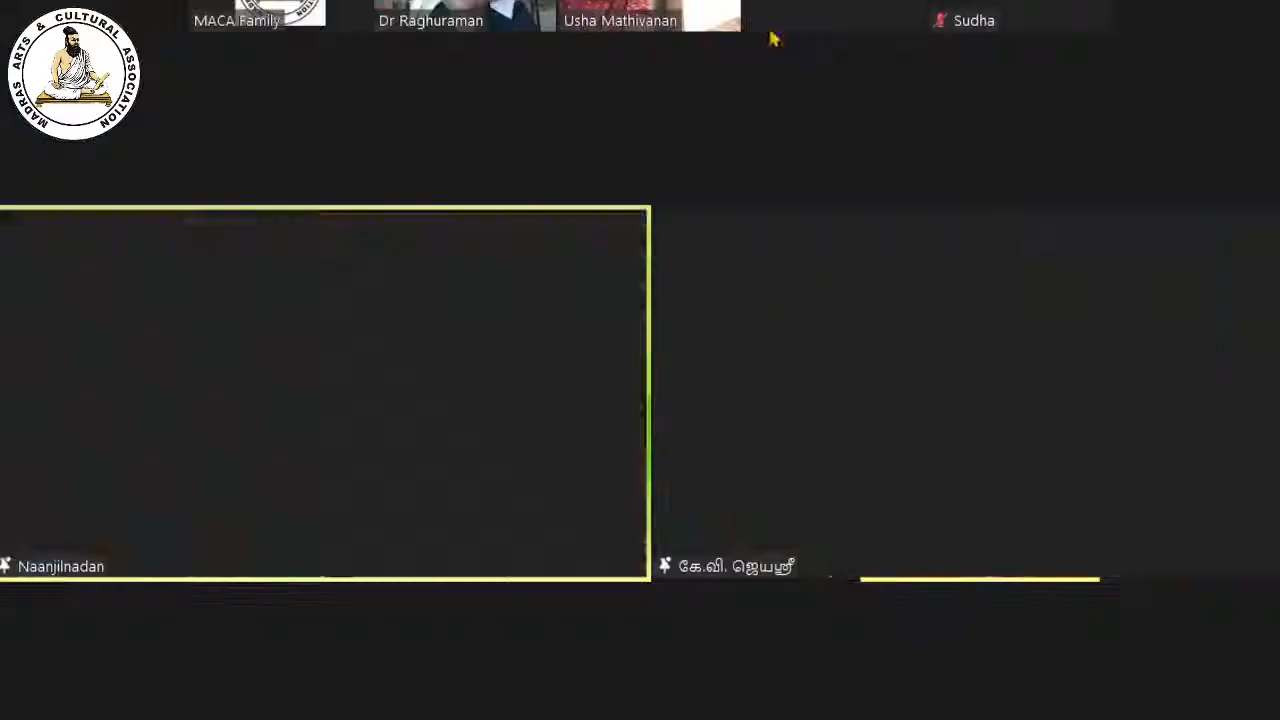 MACA Family
Dr Raghuraman
Usha Mathivanan
Sudha
MADRAS ARTS & CULTURAL ASSOCIATION
Naanjilnadan
கே.வி. ஜெயஸ்ரீ